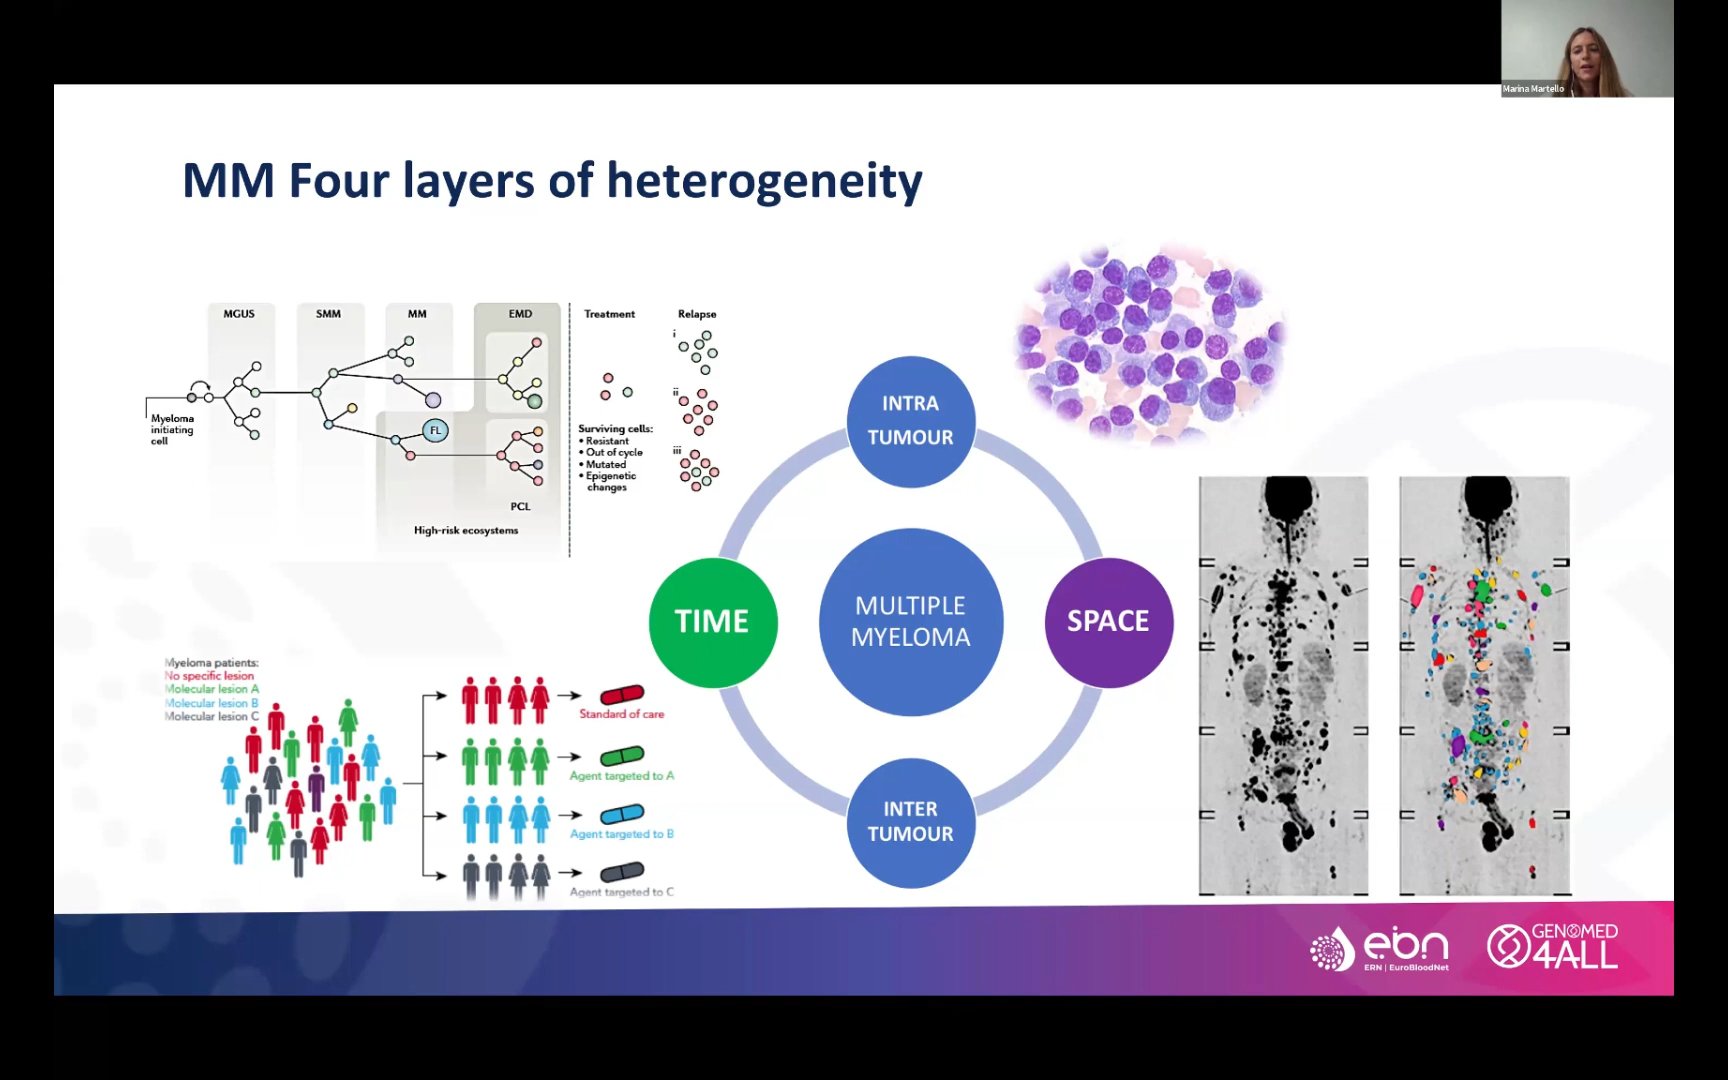 Marina Martello
MM Four layers of heterogeneity
MGUS
SMM
MM
EMD
Treatment
Relapse
i
ii
iii
Myeloma
initiating
cell
FL
Surviving cells:
• Resistant
• Out of cycle
• Mutated
• Epigenetic
changes
PCL
High-risk ecosystems
INTRA
TUMOUR
TIME
MULTIPLE
MYELOMA
SPACE
INTER
TUMOUR
Myeloma patients:
No specific lesion
Molecular lesion A
Molecular lesion B
Molecular lesion C
Standard of care
Agent targeted to A
Agent targeted to B
Agent targeted to C
ebn
ERN | EuroBloodNet
GENOMED
4ALL